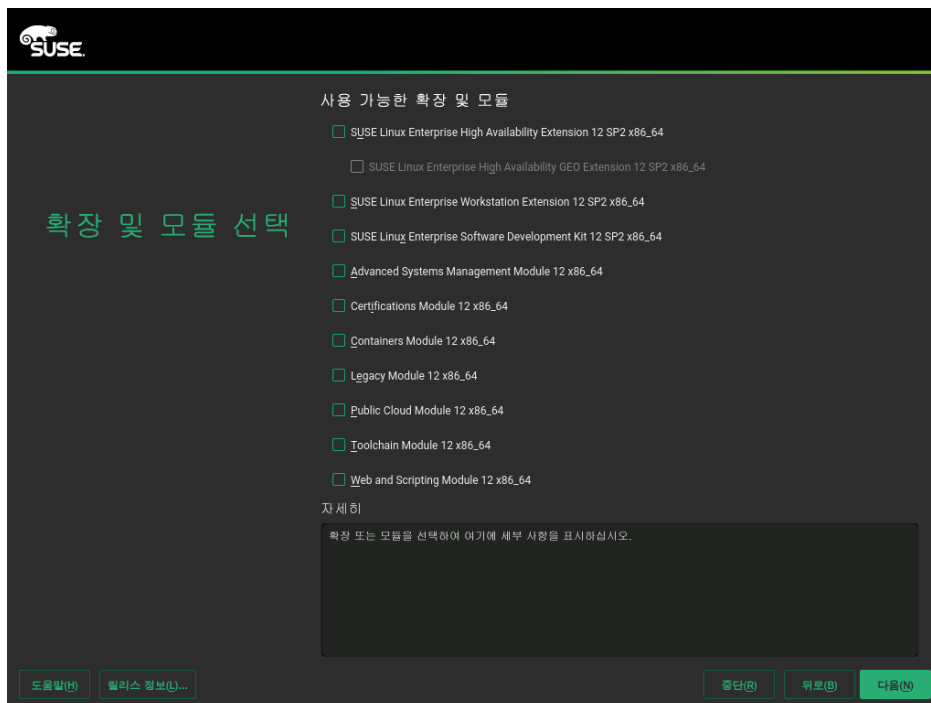 SUSE.
사용 가능한 확장 및 모듈
SUSE Linux Enterprise High Availability Extension 12 SP2 x86_64
SUSE Linux Enterprise High Availability GEO Extension 12 SP2 x86_64
SUSE Linux Enterprise Workstation Extension 12 SP2 x86_64
확장 및 모듈 선택
SUSE Linux Enterprise Software Development Kit 12 SP2 x86_64
Advanced Systems Management Module 12 x86_64
Certifications Module 12 x86_64
Containers Module 12 x86_64
Legacy Module 12 x86_64
Public Cloud Module 12 x86_64
Toolchain Module 12 x86_64
Web and Scripting Module 12 x86_64
자세히
확장 또는 모듈을 선택하여 여기에 세부 사항을 표시하십시오.
도움말(H) 릴리스 정보(L)... 중단(R) 뒤로(B) 다음(N)